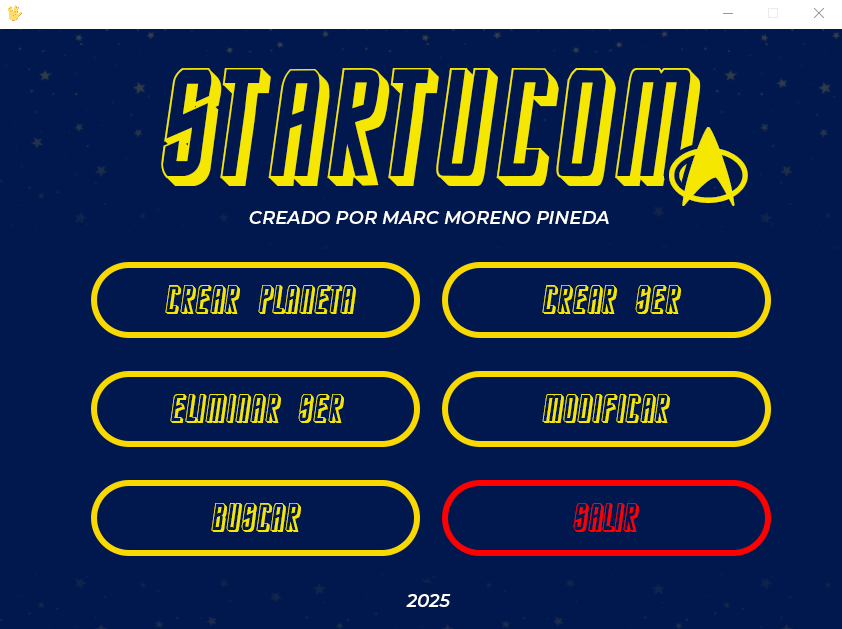 STARTUCOM
CREADO POR MARC MORENO PINEDA
CREAR PLANETA
CREAR SER
ELIMINAR SER
MODIFICAR
BUSCAR
SALIR
2025